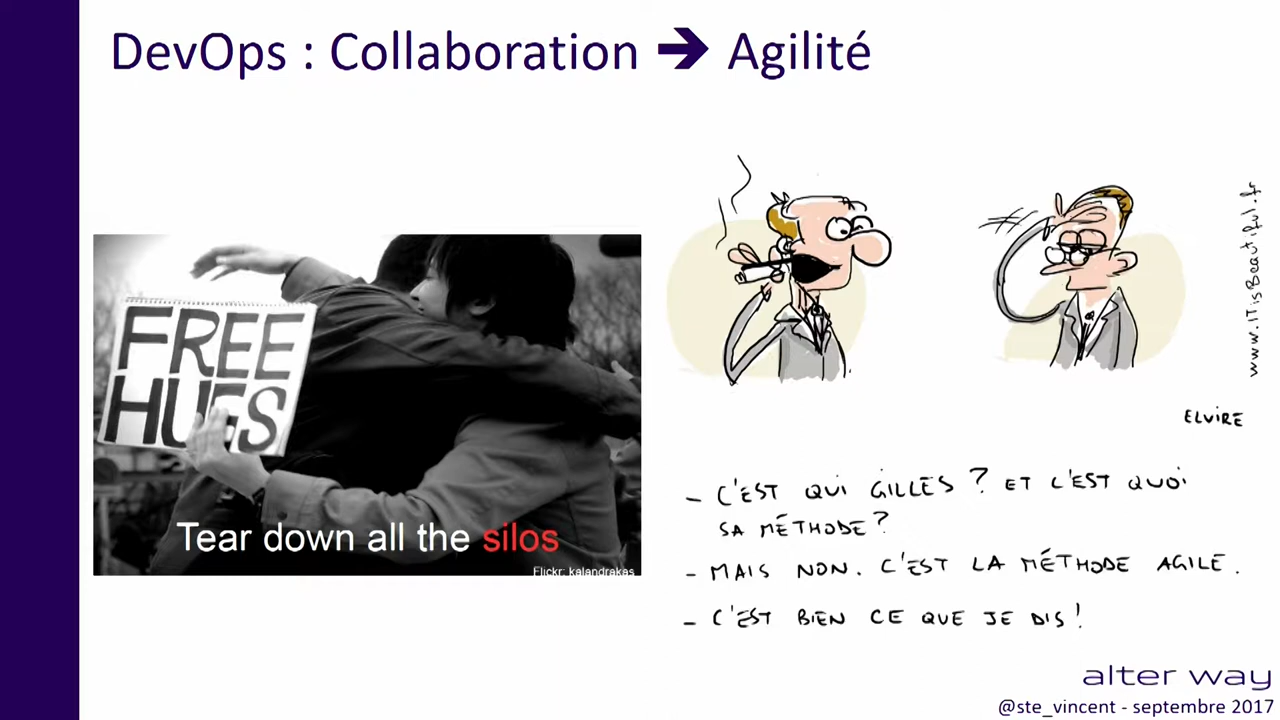 DevOps : Collaboration ➔ Agilité
FREE
HUGS
Tear down all the silos
Flickr: kalandrakas
www.ITisBeautiful.fr
ELVIRE
- C'EST QUI GILLES ? ET C'EST QUOI
SA MÉTHODE ?
- MAIS NON. C'EST LA MÉTHODE AGILE.
- C'EST BIEN CE QUE JE DIS !
alter way
@ste_vincent - septembre 2017